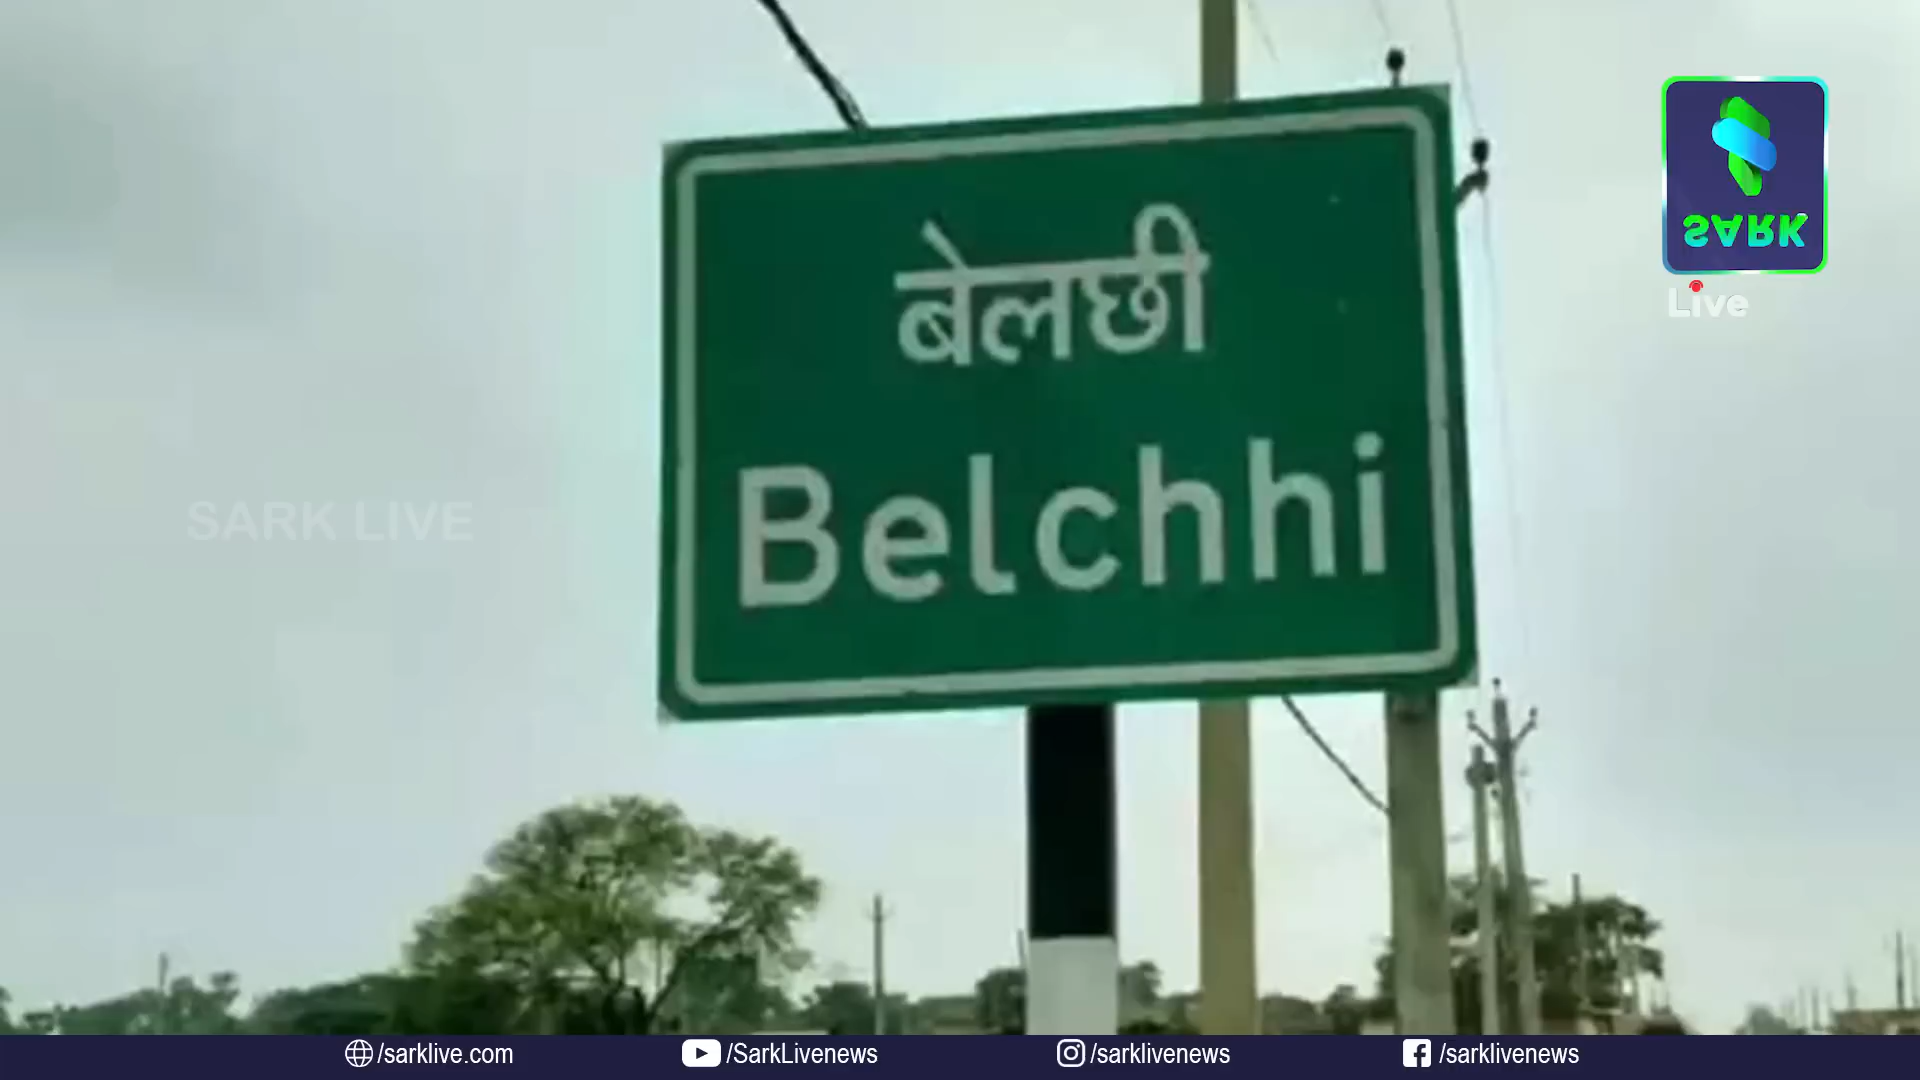 बेलछी
Belchhi
SARK
Live
SARK LIVE
/sarklive.com
/SarkLivenews
/sarklivenews
/sarklivenews